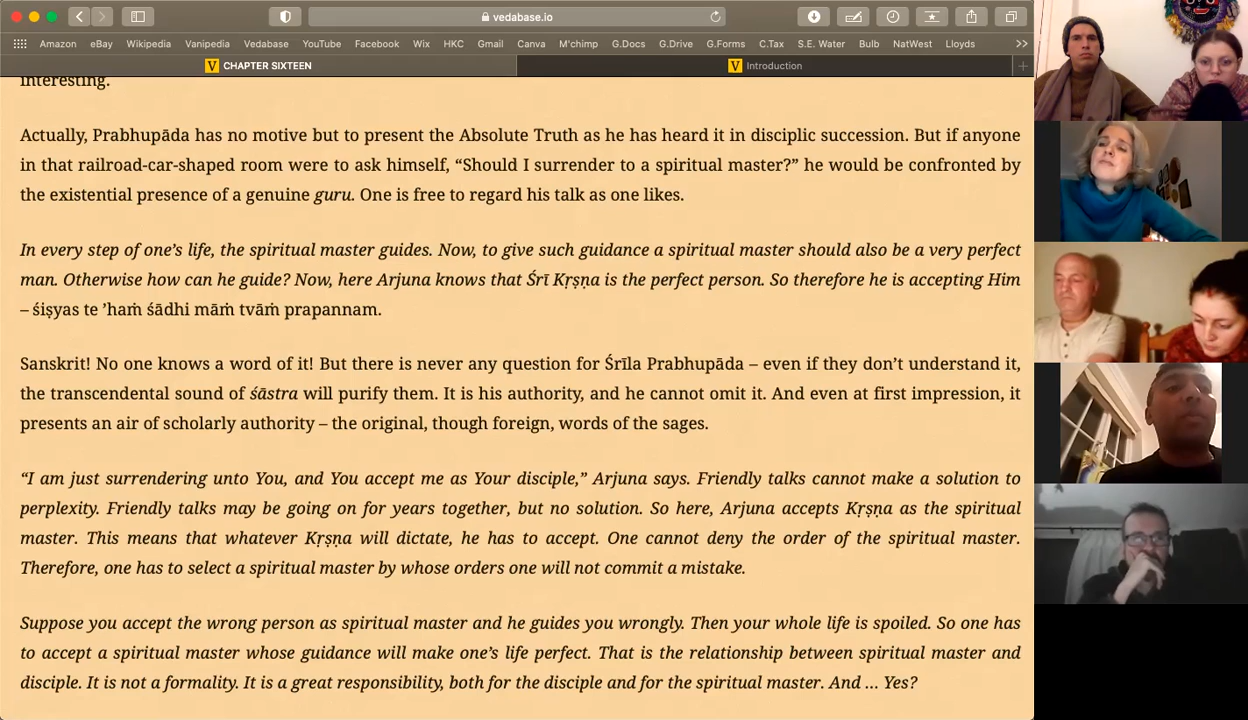 vedabase.io
Amazon eBay Wikipedia Vanipedia Vedabase YouTube Facebook Wix HKC Gmail Canva M'chimp G.Docs G.Drive G.Forms C.Tax S.E. Water Bulb NatWest Lloyds >>
V CHAPTER SIXTEEN V Introduction +
interesting.
Actually, Prabhupāda has no motive but to present the Absolute Truth as he has heard it in disciplic succession. But if anyone
in that railroad-car-shaped room were to ask himself, “Should I surrender to a spiritual master?” he would be confronted by
the existential presence of a genuine guru. One is free to regard his talk as one likes.
In every step of one’s life, the spiritual master guides. Now, to give such guidance a spiritual master should also be a very perfect
man. Otherwise how can he guide? Now, here Arjuna knows that Śrī Kṛṣṇa is the perfect person. So therefore he is accepting Him
– śiṣyas te ’haṁ śādhi māṁ tvāṁ prapannam.
Sanskrit! No one knows a word of it! But there is never any question for Śrīla Prabhupāda – even if they don’t understand it,
the transcendental sound of śāstra will purify them. It is his authority, and he cannot omit it. And even at first impression, it
presents an air of scholarly authority – the original, though foreign, words of the sages.
“I am just surrendering unto You, and You accept me as Your disciple,” Arjuna says. Friendly talks cannot make a solution to
perplexity. Friendly talks may be going on for years together, but no solution. So here, Arjuna accepts Kṛṣṇa as the spiritual
master. This means that whatever Kṛṣṇa will dictate, he has to accept. One cannot deny the order of the spiritual master.
Therefore, one has to select a spiritual master by whose orders one will not commit a mistake.
Suppose you accept the wrong person as spiritual master and he guides you wrongly. Then your whole life is spoiled. So one has
to accept a spiritual master whose guidance will make one’s life perfect. That is the relationship between spiritual master and
disciple. It is not a formality. It is a great responsibility, both for the disciple and for the spiritual master. And … Yes?